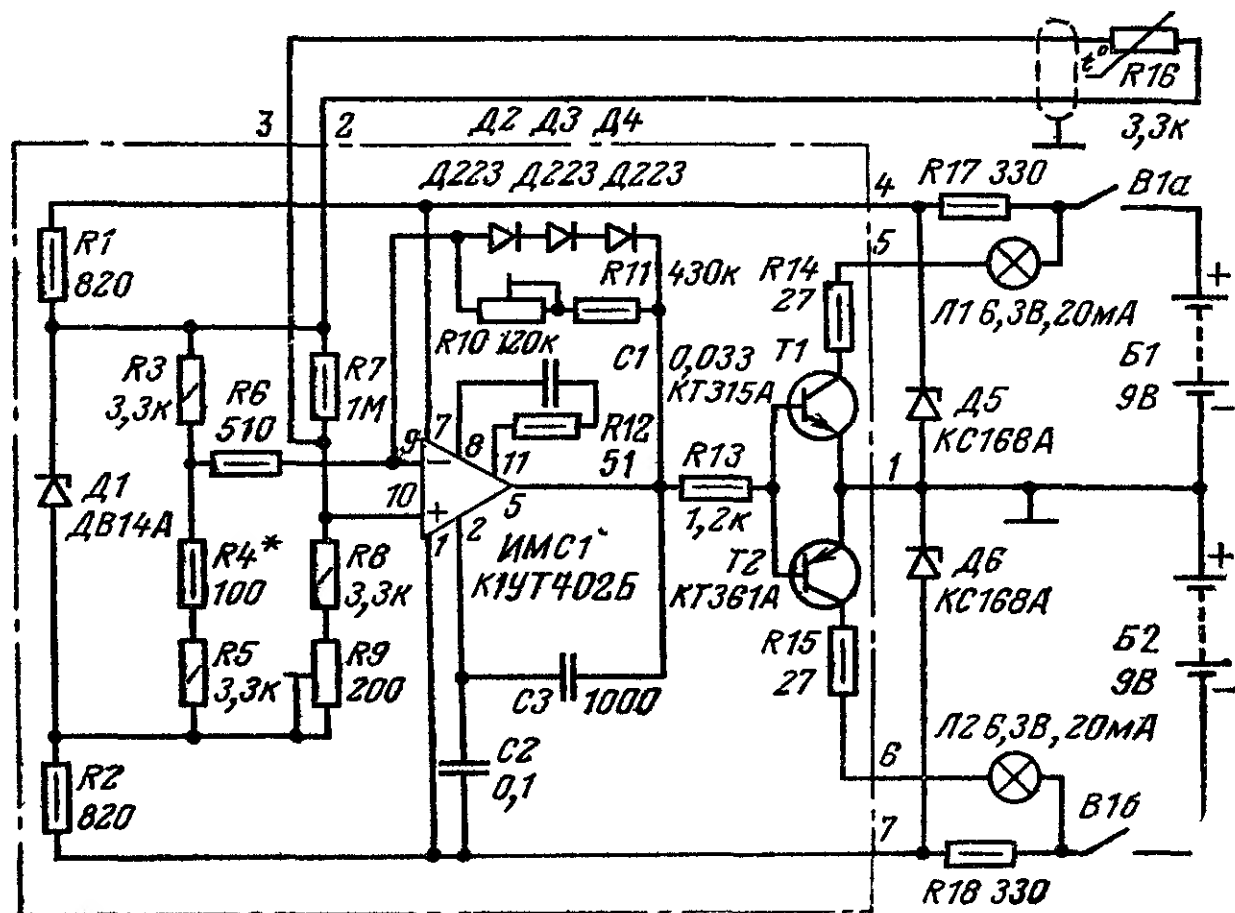 t°
R16
3,3к
3 2
Д2 Д3 Д4
Д223 Д223 Д223
4
R17 330
В1а
5
R1
820
R11 430к
R14
27
Л1 6,3В, 20мА
+
R10 120к
C1
0,033
T1
КТ315А
Б1
9В
−
R3
3,3к
R6
510
R7
1М
9
7
8
11
R12
51
R13
1,2к
Д5
КС168А
1
Д1
ДВ14А
−
10
+
1
2
5
ИМС1
К1УТ402Б
R4*
100
R8
3,3к
T2
КТ361А
Д6
КС168А
+
R5
3,3к
R9
200
R15
27
Б2
9В
−
C3
1000
Л2 6,3В, 20мА
R2
820
C2
0,1
6
В1б
7
R18 330